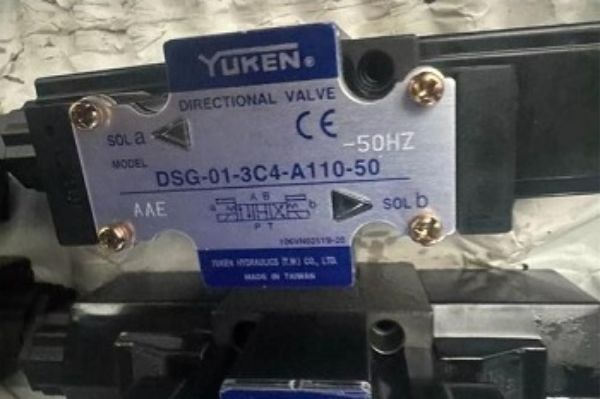 YUKEN®
DIRECTIONAL VALVE
CE
SOL a
-50HZ
MODEL
DSG-01-3C4-A110-50
AAE
A B
a
b
P T
SOL b
YUKEN HYDRAULICS (T.W.) CO., LTD.
MADE IN TAIWAN